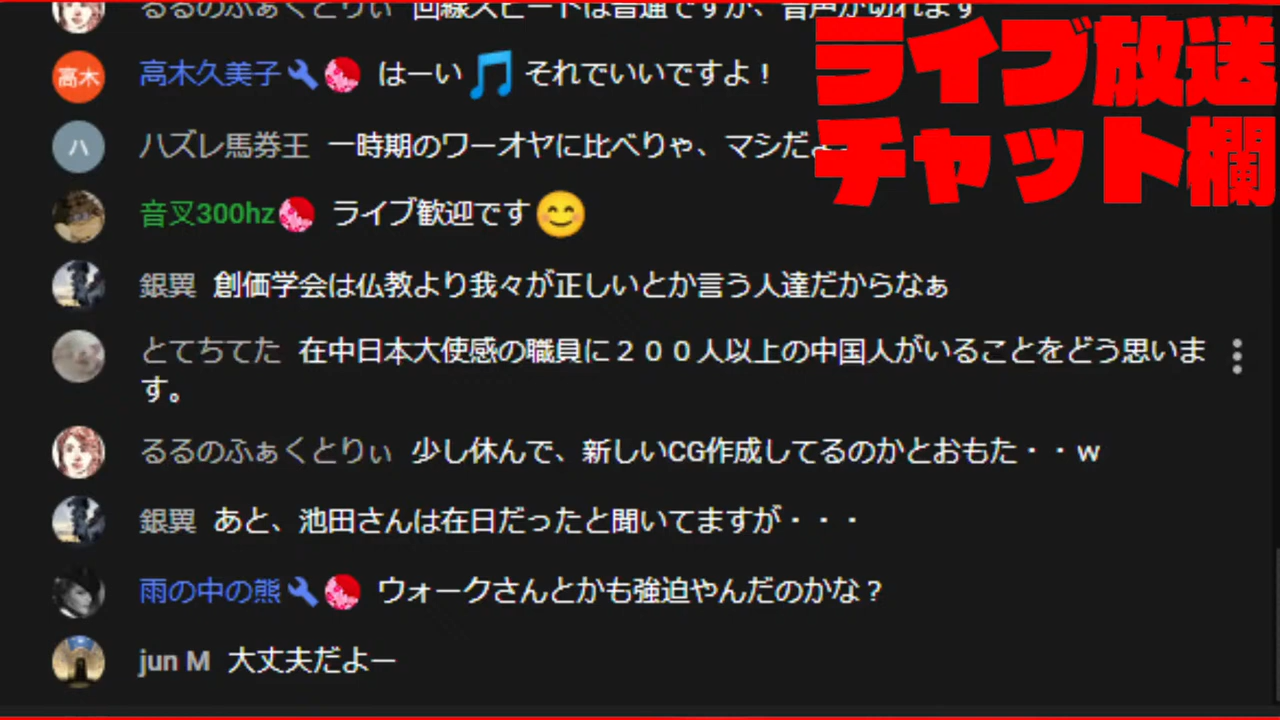 るるのふぁくとりぃ 回線スピードは普通ですが、音声が切れます
ライブ放送
チャット欄
高木 高木久美子 はーい🎵それでいいですよ!
ハ ハズレ馬券王 一時期のワーオヤに比べりゃ、マシだよ
音叉300hz ライブ歓迎です😊
銀翼 創価学会は仏教より我々が正しいとか言う人達だからなぁ
とてちてた 在中日本大使感の職員に200人以上の中国人がいることをどう思いま
す。
るるのふぁくとりぃ 少し休んで、新しいCG作成してるのかとおもた・・w
銀翼 あと、池田さんは在日だったと聞いてますが・・・
雨の中の熊 ウォークさんとかも強迫やんだのかな?
jun M 大丈夫だよー